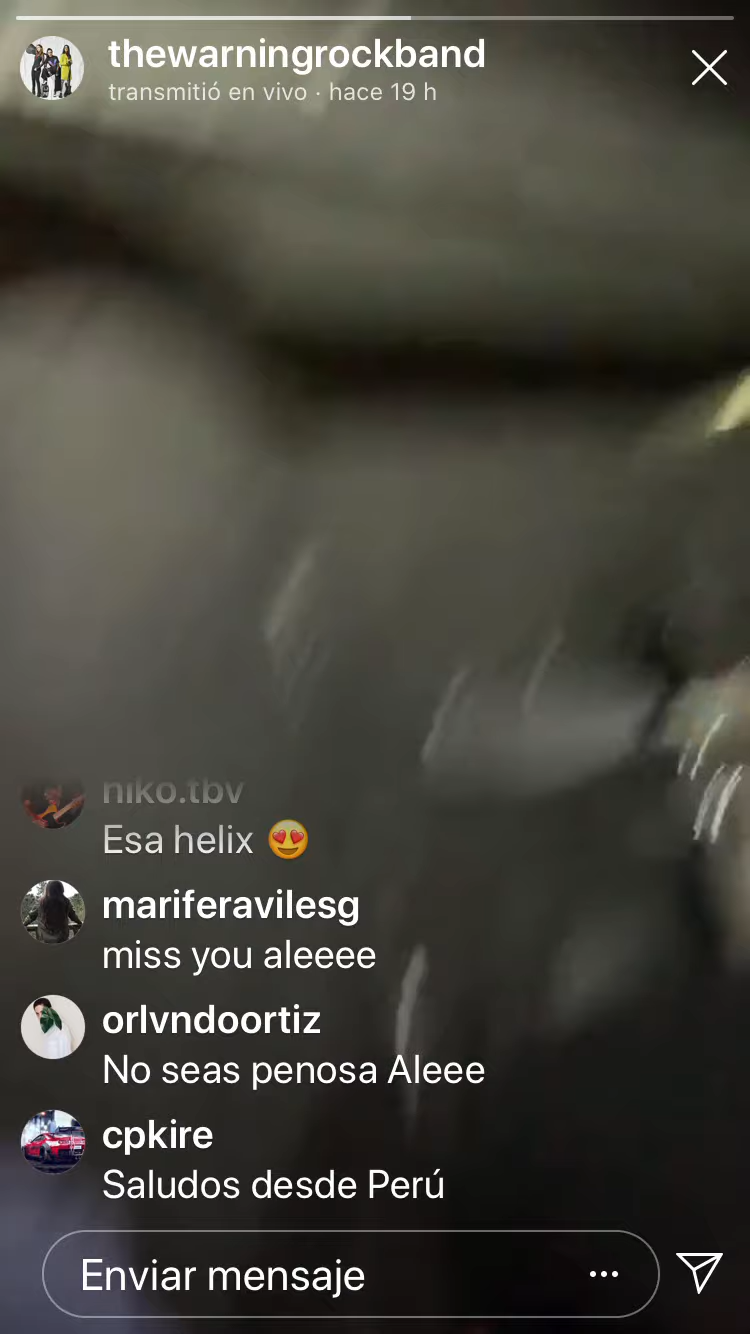 thewarningrockband
transmitió en vivo · hace 19 h
niko.tbv
Esa helix 😍
mariferavilesg
miss you aleeee
orlvndoortiz
No seas penosa Aleee
cpkire
Saludos desde Perú
Enviar mensaje